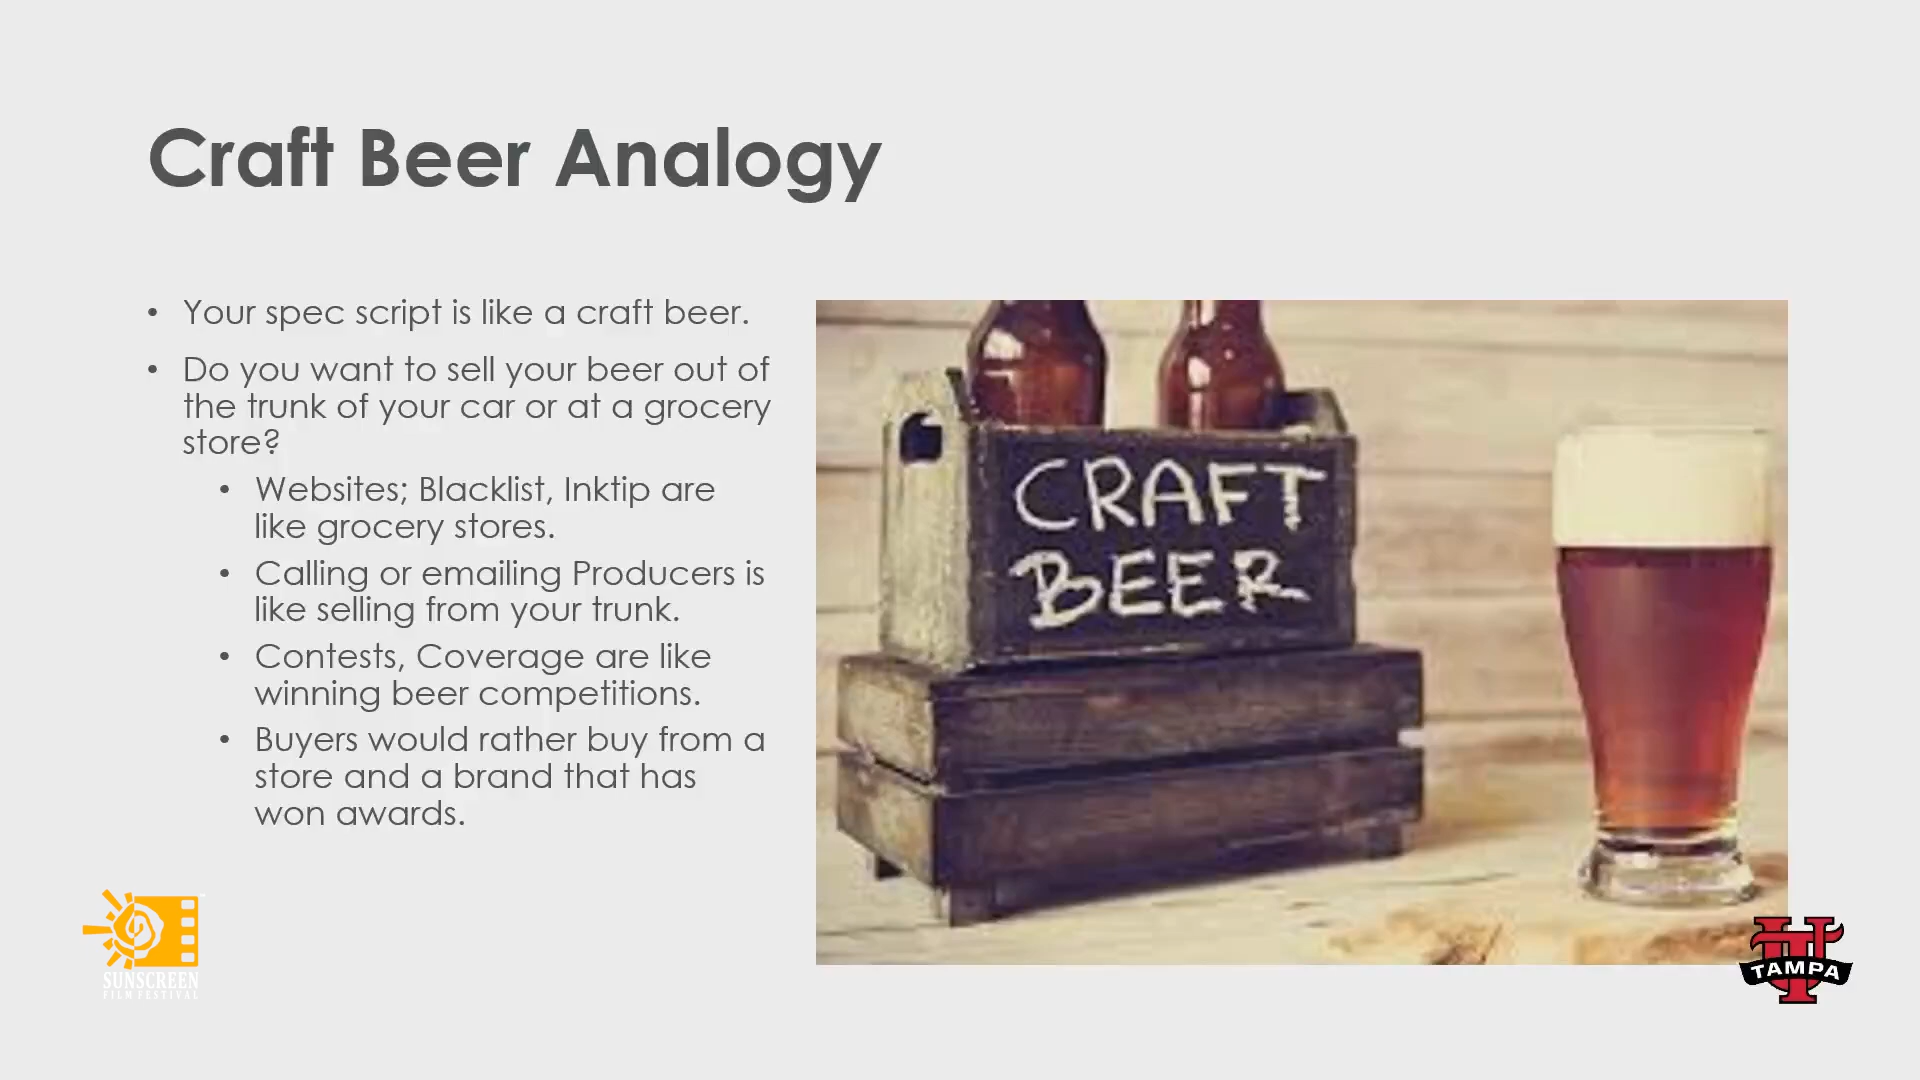 Craft Beer Analogy
• Your spec script is like a craft beer.
• Do you want to sell your beer out of
the trunk of your car or at a grocery
store?
• Websites; Blacklist, Inktip are
like grocery stores.
• Calling or emailing Producers is
like selling from your trunk.
• Contests, Coverage are like
winning beer competitions.
• Buyers would rather buy from a
store and a brand that has
won awards.
CRAFT
BEER
SUNSCREEN
FILM FESTIVAL
UT
TAMPA